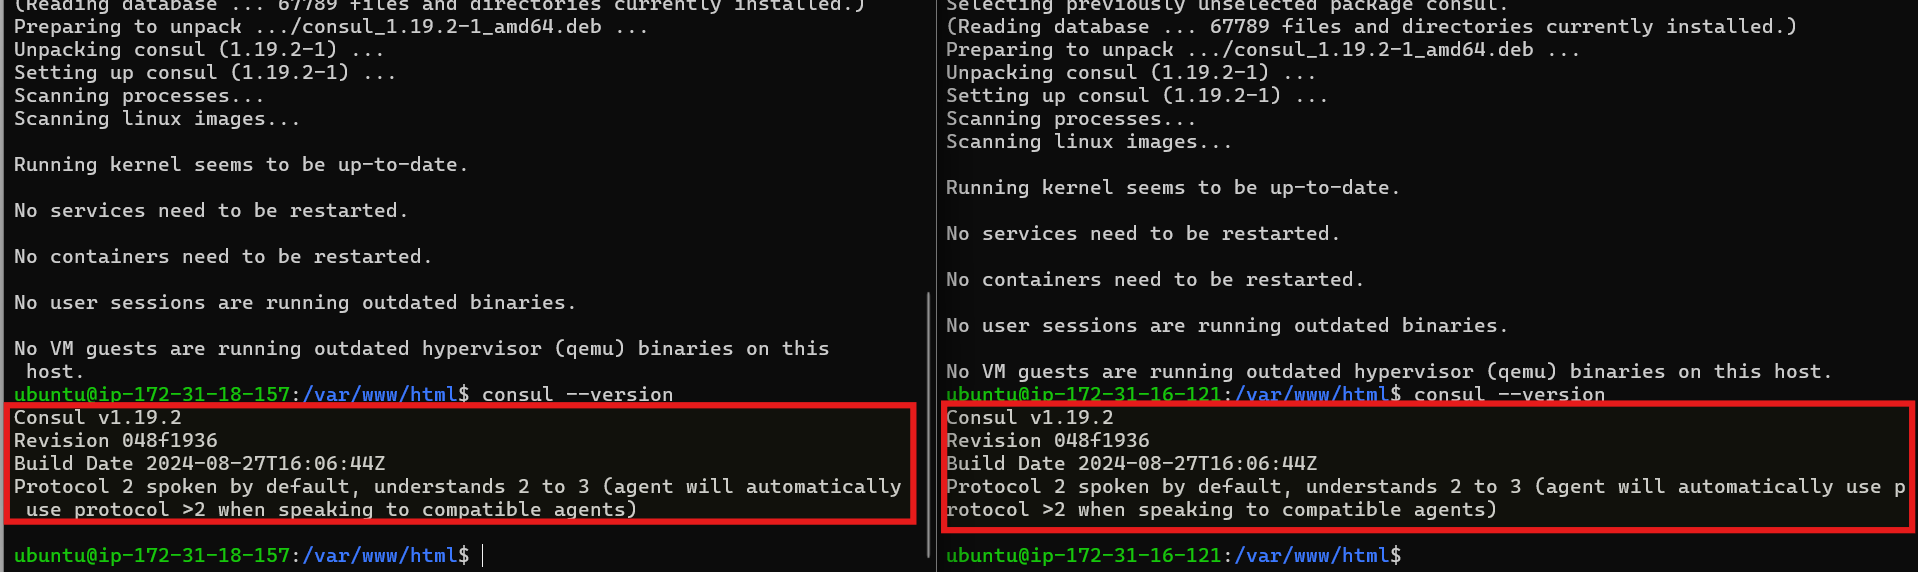 (Reading database ... 67789 files and directories currently installed.)
Preparing to unpack .../consul_1.19.2-1_amd64.deb ...
Unpacking consul (1.19.2-1) ...
Setting up consul (1.19.2-1) ...
Scanning processes...
Scanning linux images...
Running kernel seems to be up-to-date.
No services need to be restarted.
No containers need to be restarted.
No user sessions are running outdated binaries.
No VM guests are running outdated hypervisor (qemu) binaries on this
 host.
ubuntu@ip-172-31-18-157:/var/www/html$ consul --version
Consul v1.19.2
Revision 048f1936
Build Date 2024-08-27T16:06:44Z
Protocol 2 spoken by default, understands 2 to 3 (agent will automatically
 use protocol >2 when speaking to compatible agents)
ubuntu@ip-172-31-18-157:/var/www/html$
Selecting previously unselected package consul.
(Reading database ... 67789 files and directories currently installed.)
Preparing to unpack .../consul_1.19.2-1_amd64.deb ...
Unpacking consul (1.19.2-1) ...
Setting up consul (1.19.2-1) ...
Scanning processes...
Scanning linux images...
Running kernel seems to be up-to-date.
No services need to be restarted.
No containers need to be restarted.
No user sessions are running outdated binaries.
No VM guests are running outdated hypervisor (qemu) binaries on this host.
ubuntu@ip-172-31-16-121:/var/www/html$ consul --version
Consul v1.19.2
Revision 048f1936
Build Date 2024-08-27T16:06:44Z
Protocol 2 spoken by default, understands 2 to 3 (agent will automatically use p
rotocol >2 when speaking to compatible agents)
ubuntu@ip-172-31-16-121:/var/www/html$